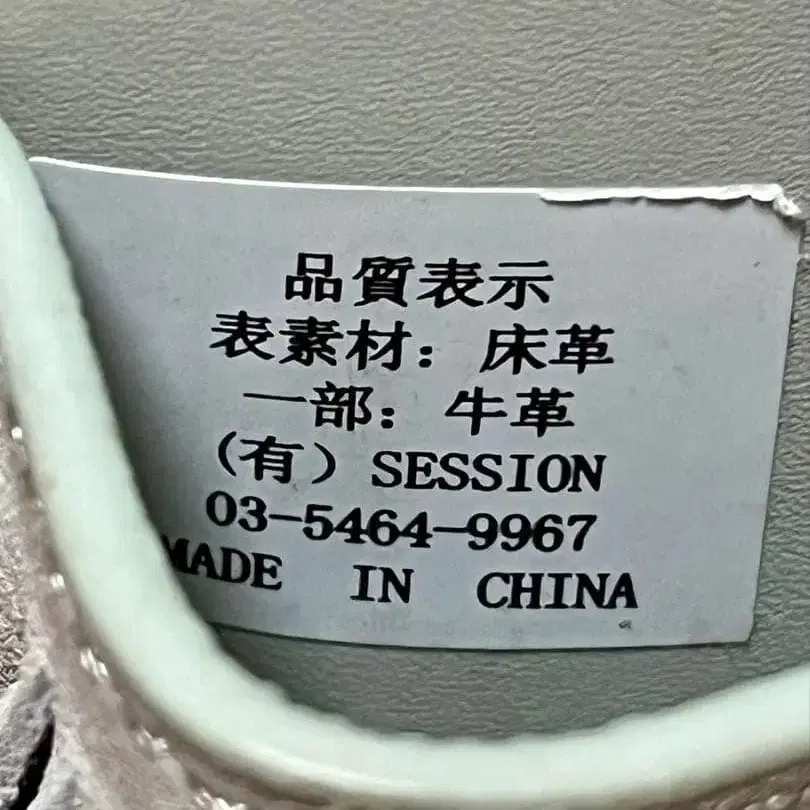 品質表示
表素材：床革
一部：牛革
（有）SESSION
03-5464-9967
MADE IN CHINA